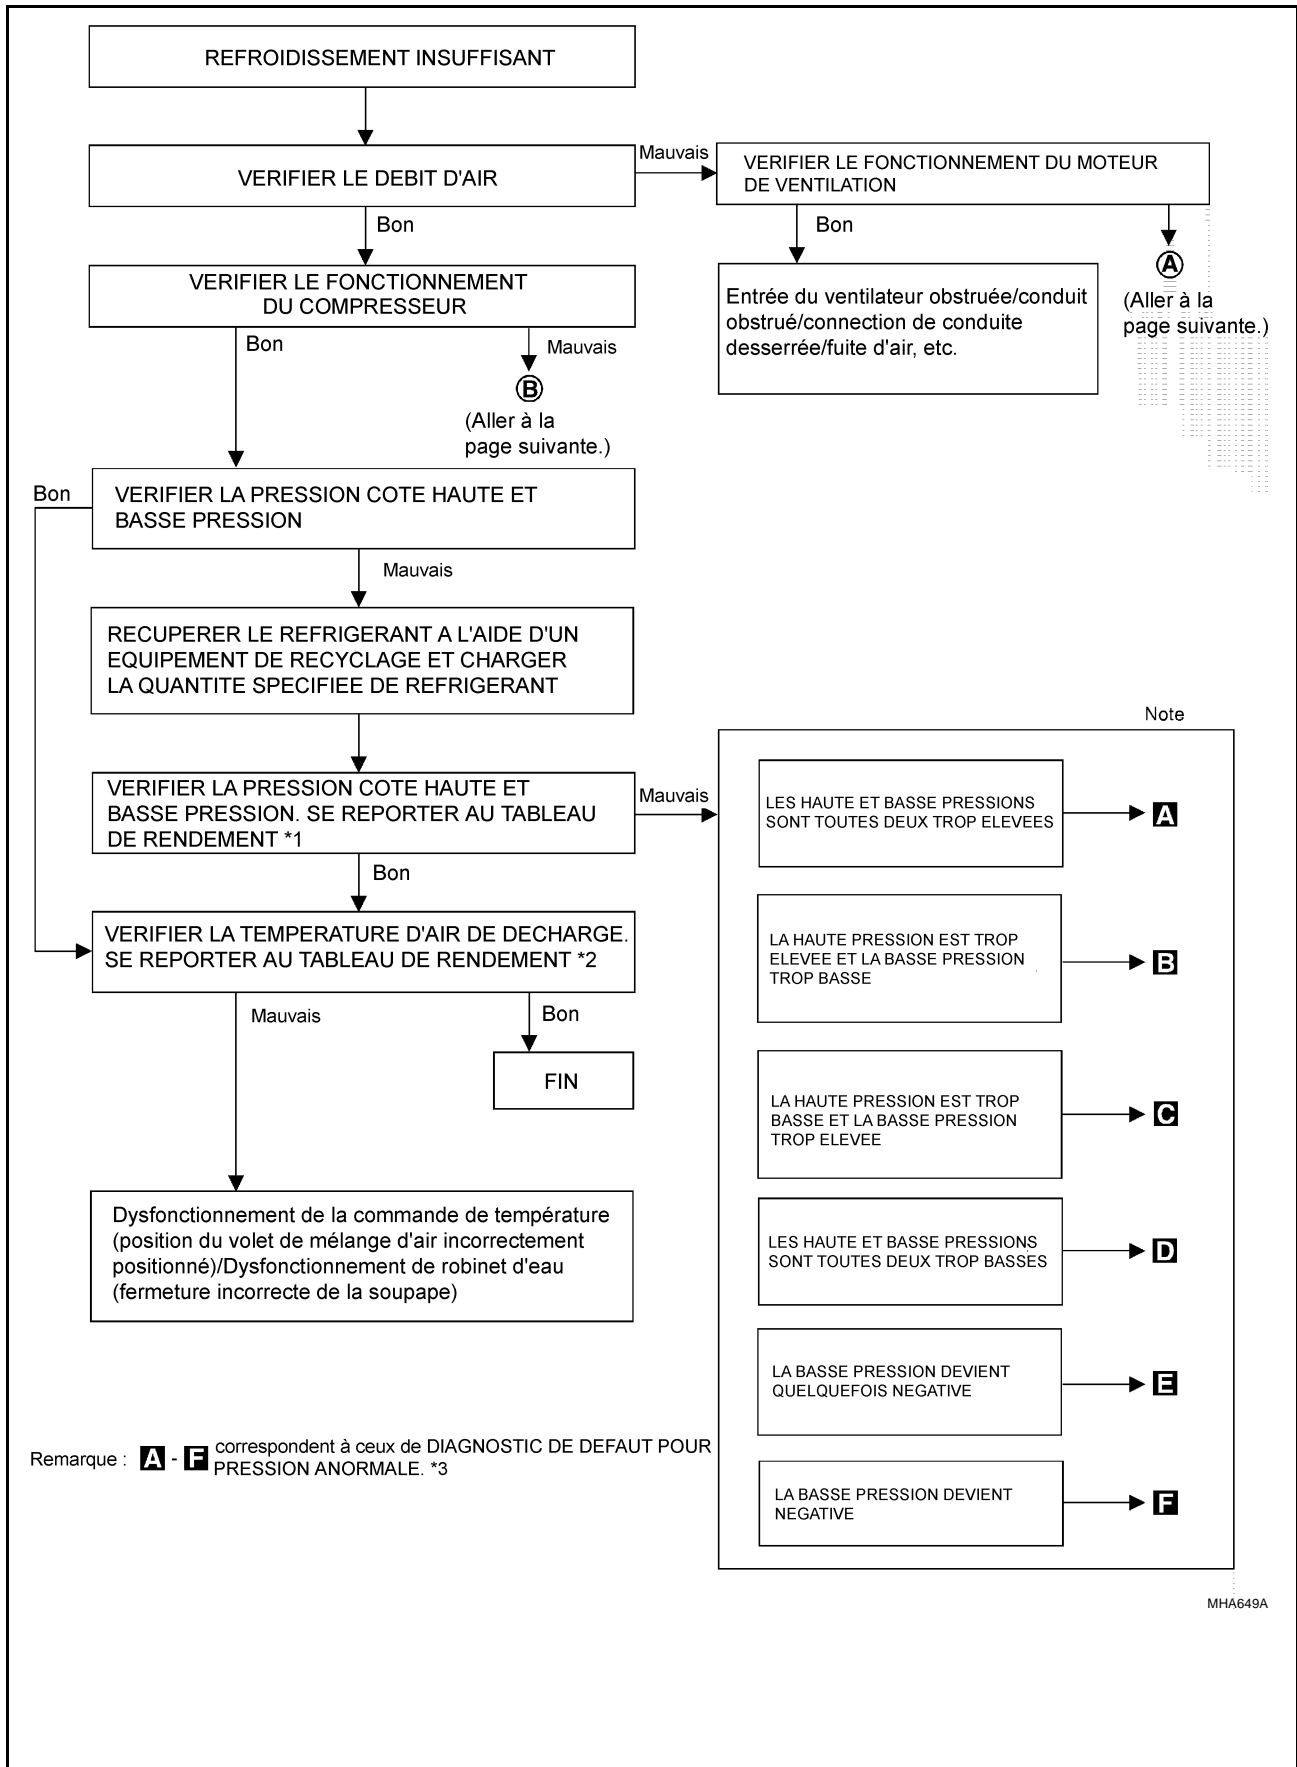 REFROIDISSEMENT INSUFFISANT
VERIFIER LE DEBIT D'AIR
Mauvais
VERIFIER LE FONCTIONNEMENT DU MOTEUR
DE VENTILATION
Bon
Bon
A
(Aller à la
page suivante.)
Entrée du ventilateur obstruée/conduit
obstrué/connection de conduite
desserrée/fuite d'air, etc.
VERIFIER LE FONCTIONNEMENT
DU COMPRESSEUR
Bon
Mauvais
B
(Aller à la
page suivante.)
Bon
VERIFIER LA PRESSION COTE HAUTE ET
BASSE PRESSION
Mauvais
RECUPERER LE REFRIGERANT A L'AIDE D'UN
EQUIPEMENT DE RECYCLAGE ET CHARGER
LA QUANTITE SPECIFIEE DE REFRIGERANT
VERIFIER LA PRESSION COTE HAUTE ET
BASSE PRESSION. SE REPORTER AU TABLEAU
DE RENDEMENT *1
Mauvais
Bon
VERIFIER LA TEMPERATURE D'AIR DE DECHARGE.
SE REPORTER AU TABLEAU DE RENDEMENT *2
Mauvais
Bon
FIN
Dysfonctionnement de la commande de température
(position du volet de mélange d'air incorrectement
positionné)/Dysfonctionnement de robinet d'eau
(fermeture incorrecte de la soupape)
Note
LES HAUTE ET BASSE PRESSIONS
SONT TOUTES DEUX TROP ELEVEES
A
LA HAUTE PRESSION EST TROP
ELEVEE ET LA BASSE PRESSION
TROP BASSE
B
LA HAUTE PRESSION EST TROP
BASSE ET LA BASSE PRESSION
TROP ELEVEE
C
LES HAUTE ET BASSE PRESSIONS
SONT TOUTES DEUX TROP BASSES
D
LA BASSE PRESSION DEVIENT
QUELQUEFOIS NEGATIVE
E
LA BASSE PRESSION DEVIENT
NEGATIVE
F
Remarque : A - F correspondent à ceux de DIAGNOSTIC DE DEFAUT POUR
PRESSION ANORMALE. *3
MHA649A